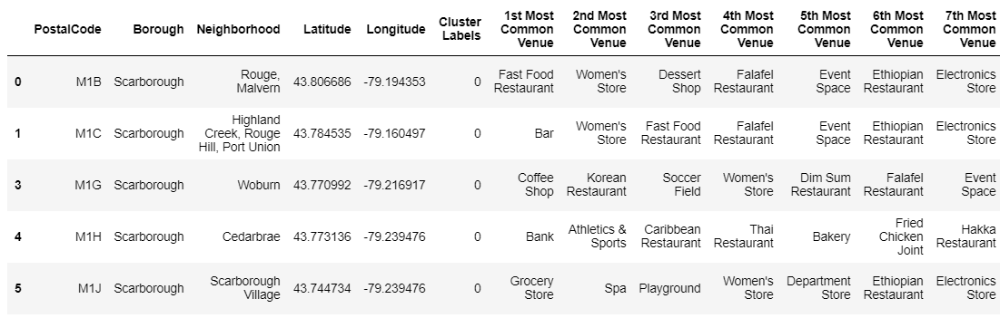 PostalCode Borough Neighborhood Latitude Longitude Cluster Labels 1st Most Common Venue 2nd Most Common Venue 3rd Most Common Venue 4th Most Common Venue 5th Most Common Venue 6th Most Common Venue 7th Most Common Venue
0 M1B Scarborough Rouge, Malvern 43.806686 -79.194353 0 Fast Food Restaurant Women's Store Dessert Shop Falafel Restaurant Event Space Ethiopian Restaurant Electronics Store
1 M1C Scarborough Highland Creek, Rouge Hill, Port Union 43.784535 -79.160497 0 Bar Women's Store Fast Food Restaurant Falafel Restaurant Event Space Ethiopian Restaurant Electronics Store
3 M1G Scarborough Woburn 43.770992 -79.216917 0 Coffee Shop Korean Restaurant Soccer Field Women's Store Dim Sum Restaurant Falafel Restaurant Event Space
4 M1H Scarborough Cedarbrae 43.773136 -79.239476 0 Bank Athletics & Sports Caribbean Restaurant Thai Restaurant Bakery Fried Chicken Joint Hakka Restaurant
5 M1J Scarborough Scarborough Village 43.744734 -79.239476 0 Grocery Store Spa Playground Women's Store Department Store Ethiopian Restaurant Electronics Store